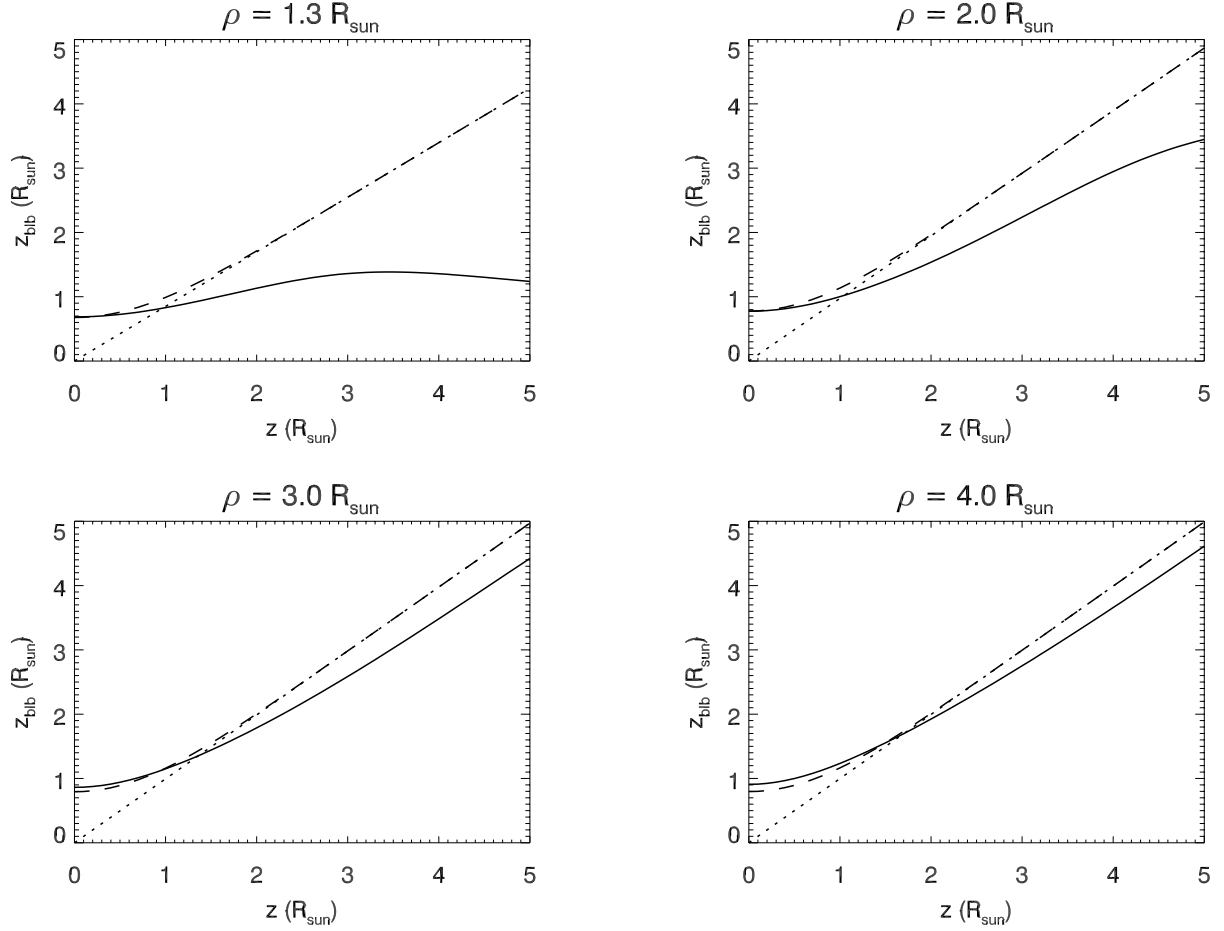 ρ = 1.3 R_sun
5
4
3
2
1
0
z_blb (R_sun)
0 1 2 3 4 5
z (R_sun)
ρ = 2.0 R_sun
5
4
3
2
1
0
z_blb (R_sun)
0 1 2 3 4 5
z (R_sun)
ρ = 3.0 R_sun
5
4
3
2
1
0
z_blb (R_sun)
0 1 2 3 4 5
z (R_sun)
ρ = 4.0 R_sun
5
4
3
2
1
0
z_blb (R_sun)
0 1 2 3 4 5
z (R_sun)